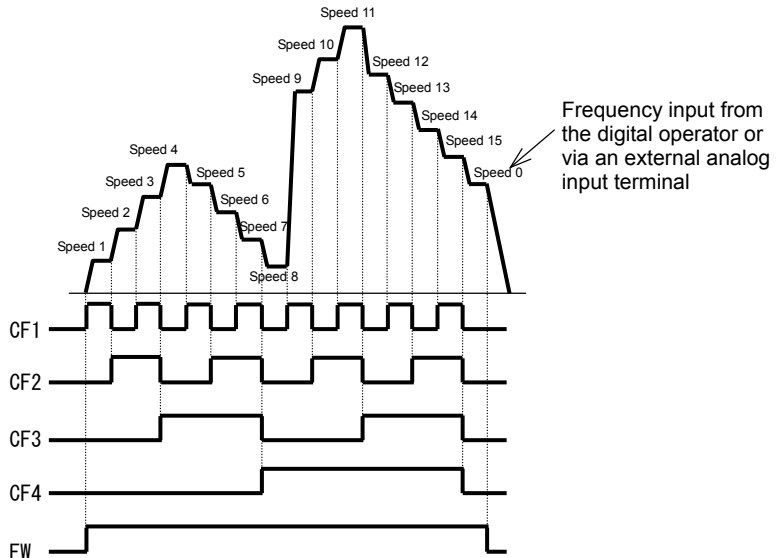 Speed 11
Speed 10
Speed 12
Speed 9
Speed 13
Speed 14
Speed 15
Speed 0
Speed 4
Speed 5
Speed 3
Speed 6
Speed 2
Speed 7
Speed 1
Speed 8
Frequency input from
the digital operator or
via an external analog
input terminal
CF1
CF2
CF3
CF4
FW